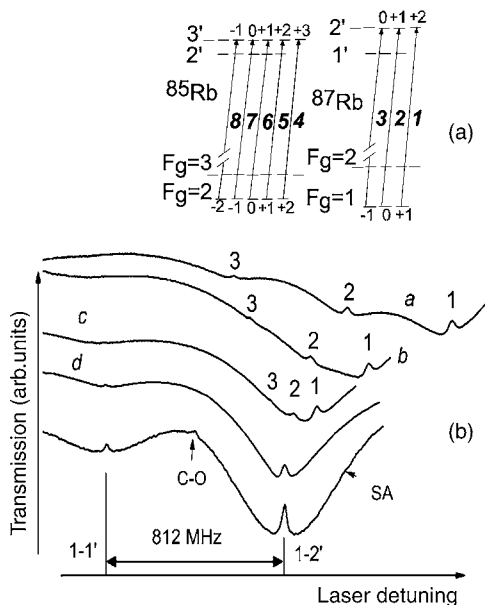 (a)
3'
-1 0 +1 +2 +3
2'
⁸⁵Rb
8 7 6 5 4
Fg=3
Fg=2
-2 -1 0 +1 +2
2'
0 +1 +2
1'
⁸⁷Rb
3 2 1
Fg=2
Fg=1
-1 0 +1
(b)
Transmission (arb.units)
3 2 a 1
3 2 1 b
c 3 2 1
d
C-O
SA
812 MHz
1-1'
1-2'
Laser detuning